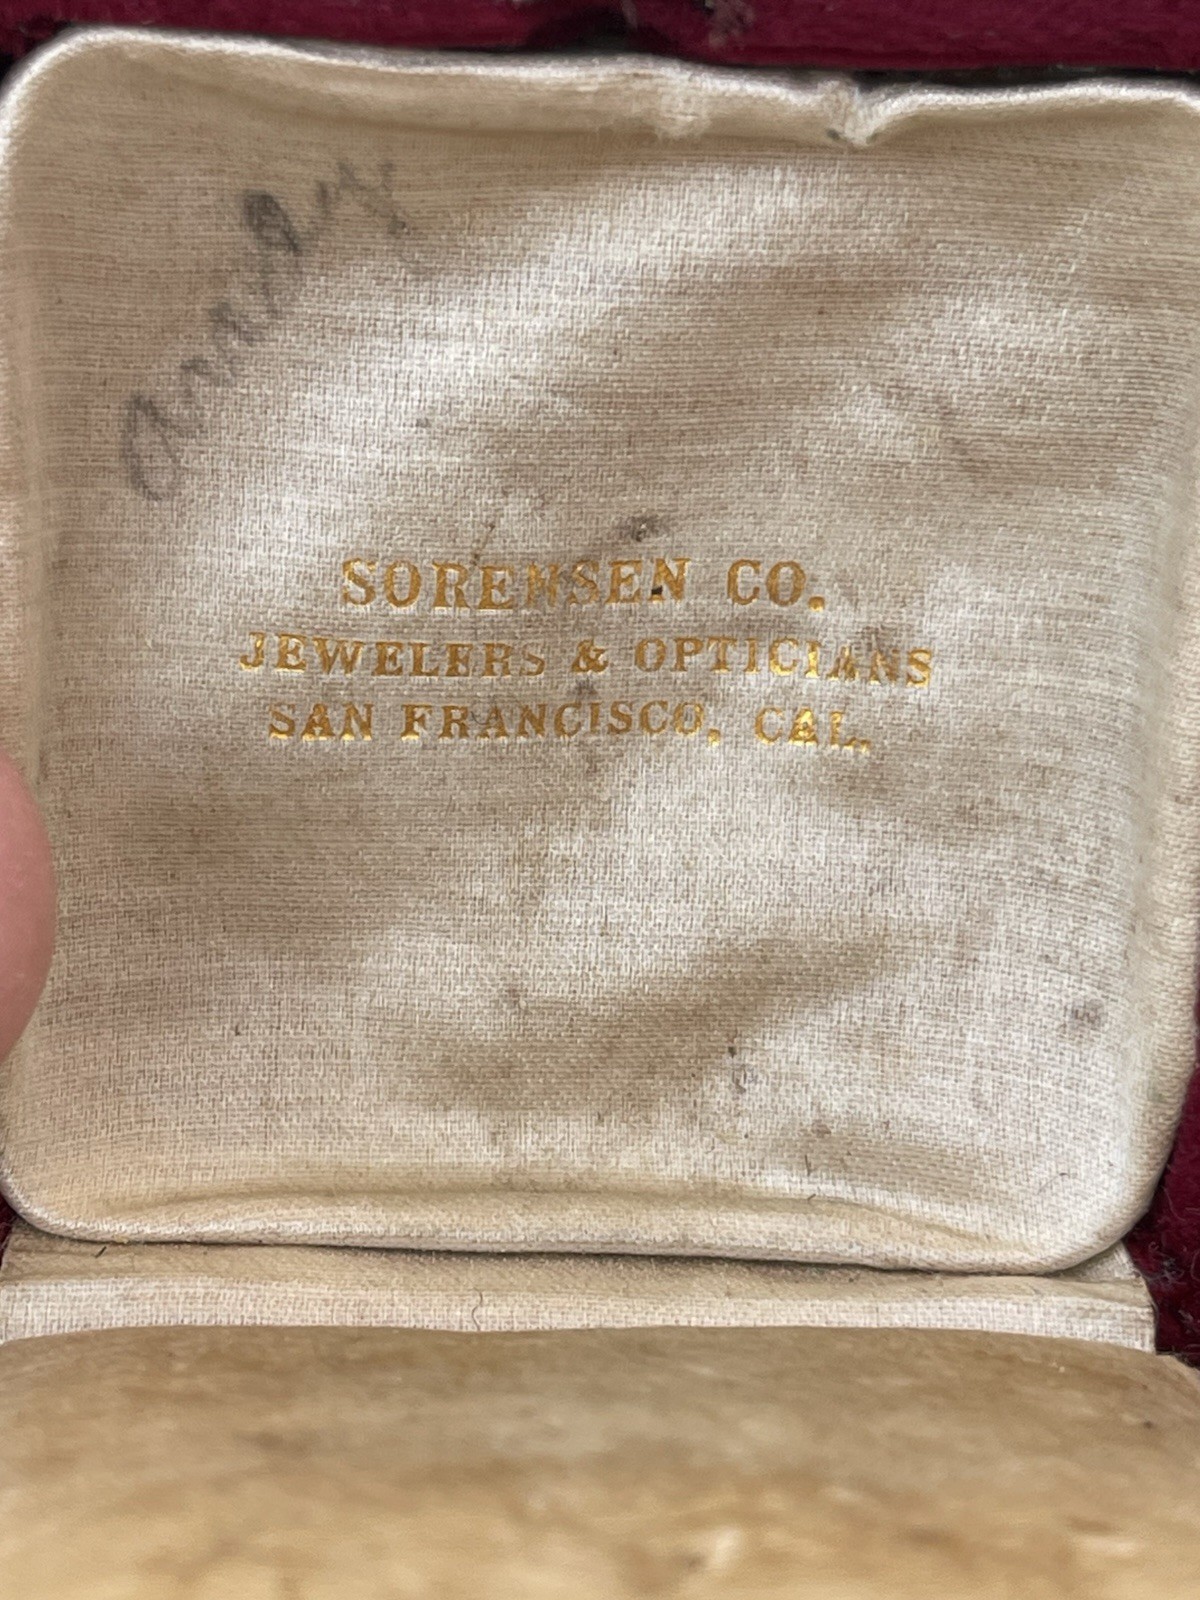 SORENSEN CO.
JEWELERS & OPTICIANS
SAN FRANCISCO, CAL.